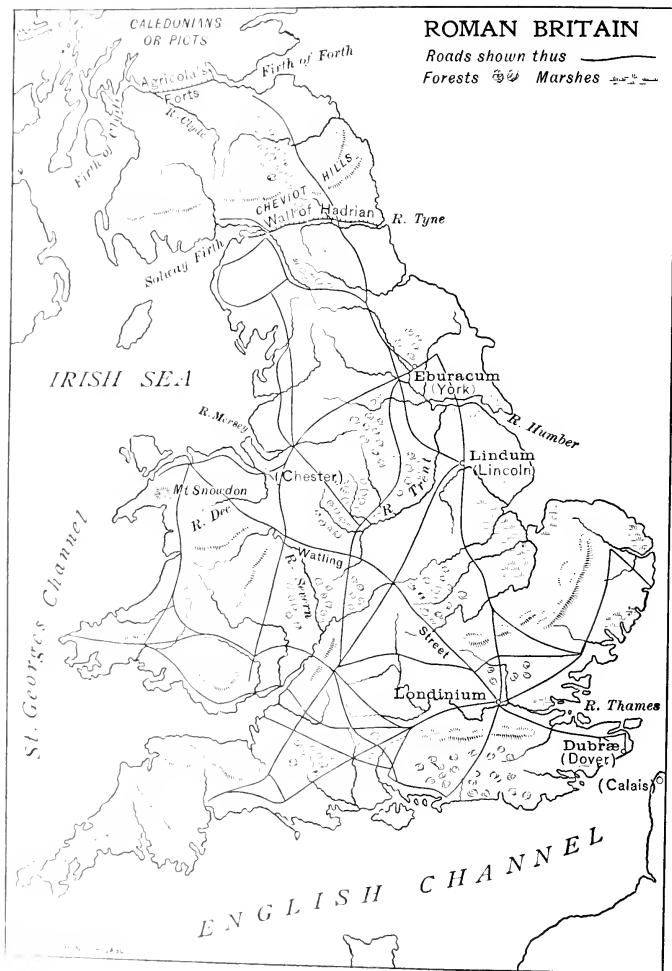 CALEDONIANS
OR PICTS
ROMAN BRITAIN
Roads shown thus
Forests Marshes
Firth of Forth
Agricola's
Forts
R. Clyde
Firth of Clyde
CHEVIOT HILLS
Wall of Hadrian
R. Tyne
Solway Firth
IRISH SEA
Eburacum
(York)
R. Mersey
R. Humber
Lindum
(Lincoln)
(Chester)
R. Trent
Mt Snowdon
R. Dee
St. Georges Channel
Watling
R. Severn
Street
Londinium
R. Thames
Dubræ
(Dover)
(Calais)
ENGLISH CHANNEL